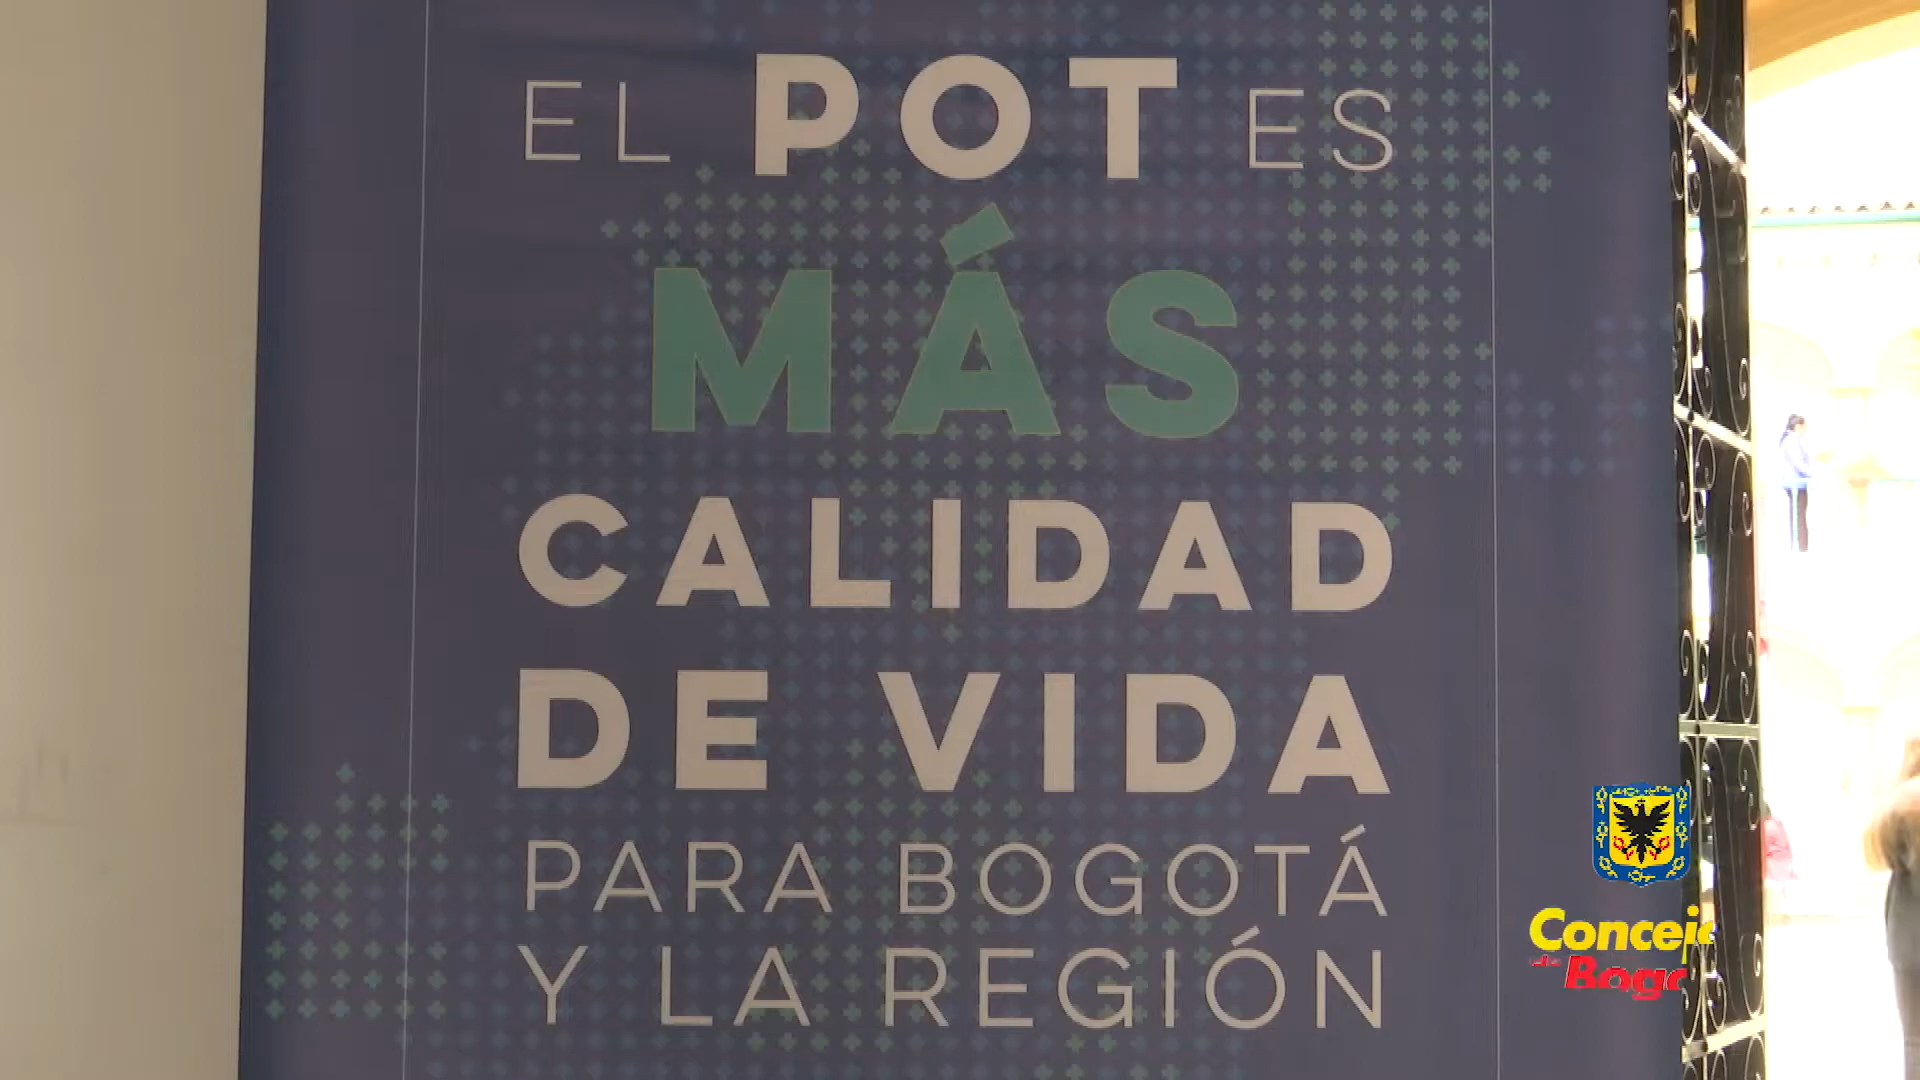 EL POT ES
MÁS
CALIDAD
DE VIDA
PARA BOGOTÁ
Y LA REGIÓN